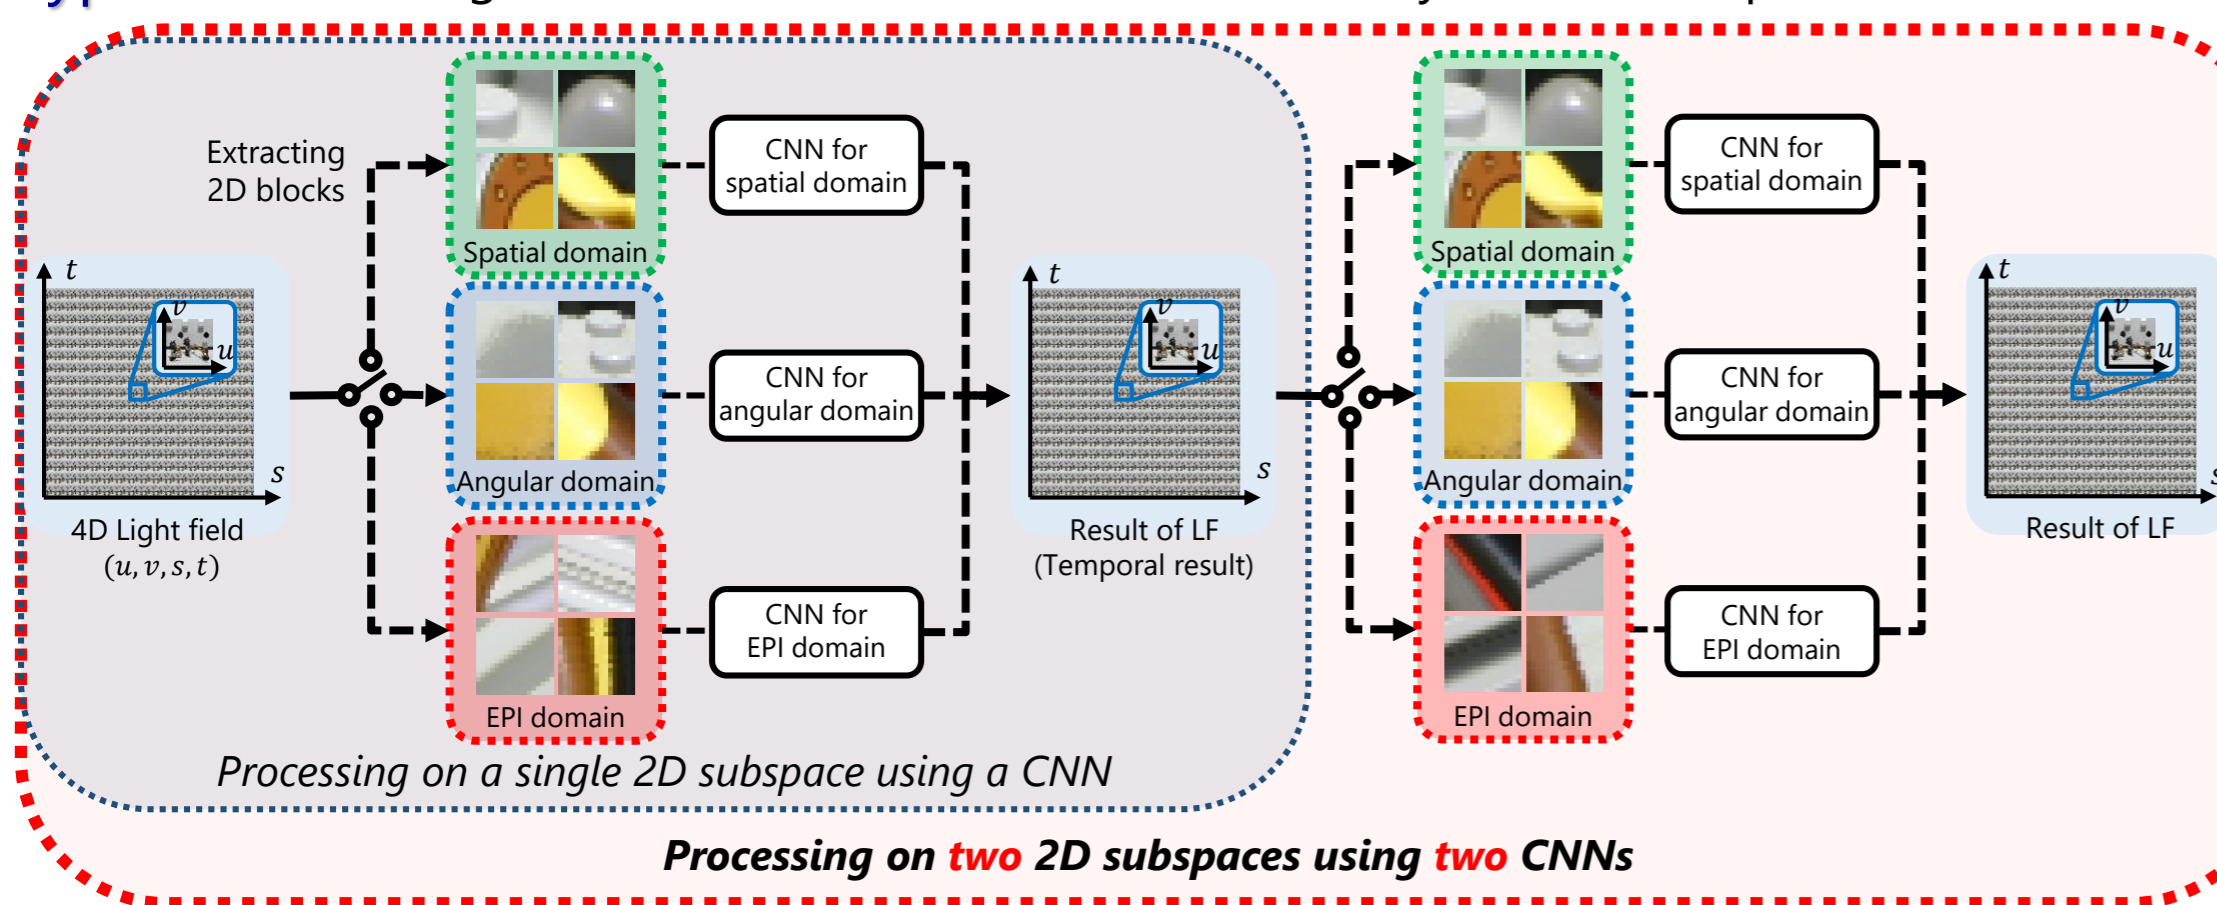 Extracting
2D blocks
t
v
u
s
4D Light field
(u, v, s, t)
Spatial domain
Angular domain
EPI domain
CNN for
spatial domain
CNN for
angular domain
CNN for
EPI domain
t
v
u
s
Result of LF
(Temporal result)
Spatial domain
Angular domain
EPI domain
CNN for
spatial domain
CNN for
angular domain
CNN for
EPI domain
t
v
u
s
Result of LF
Processing on a single 2D subspace using a CNN
Processing on two 2D subspaces using two CNNs